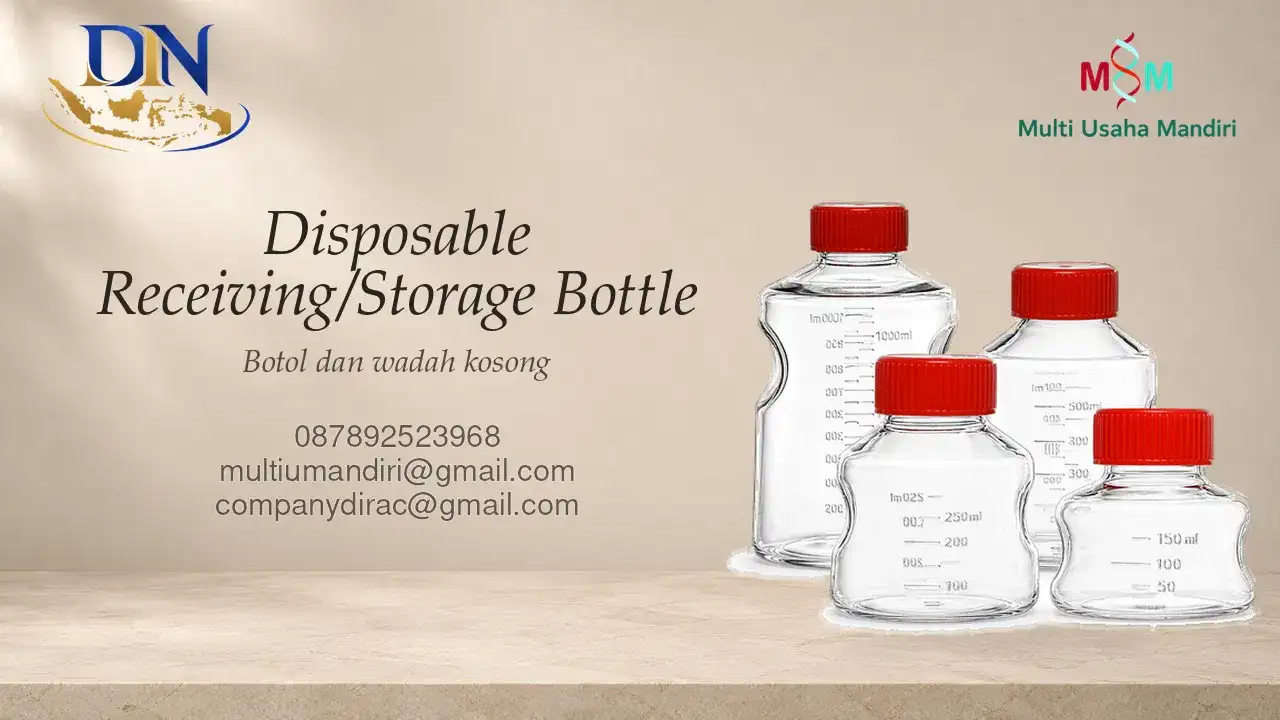 DN
M M
Multi Usaha Mandiri
Disposable
Receiving/Storage Bottle
Botol dan wadah kosong
087892523968
multiumandiri@gmail.com
companydirac@gmail.com
1000ml
500ml
300
300
250ml
200
100
150 ml
100
50